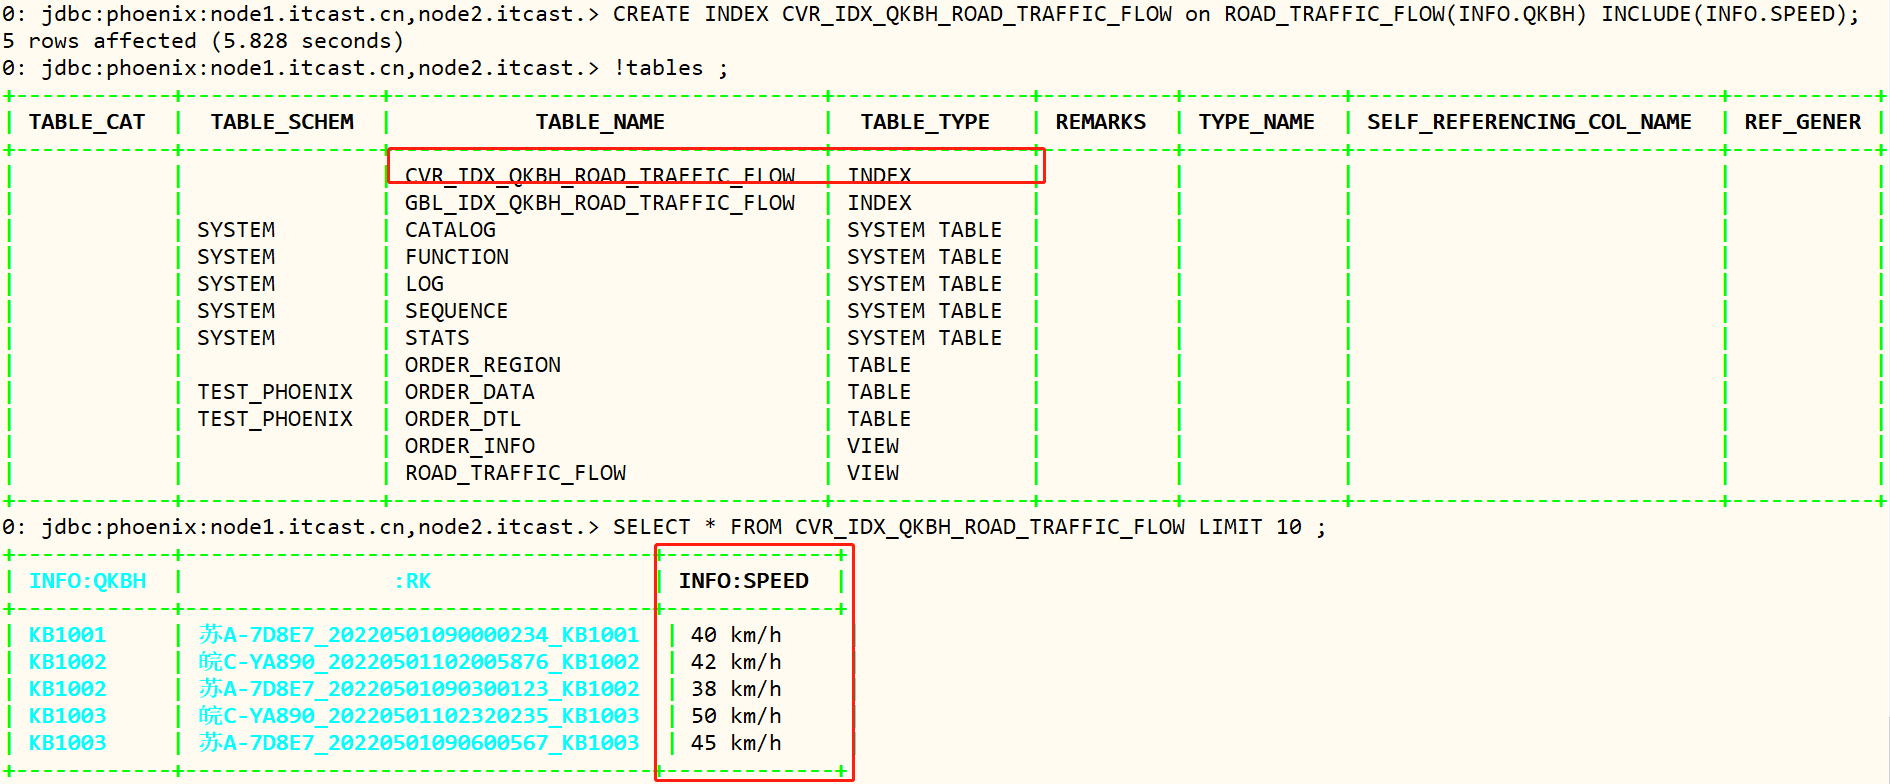 0: jdbc:phoenix:node1.itcast.cn,node2.itcast.> CREATE INDEX CVR_IDX_QKBH_ROAD_TRAFFIC_FLOW on ROAD_TRAFFIC_FLOW(INFO.QKBH) INCLUDE(INFO.SPEED);
5 rows affected (5.828 seconds)
0: jdbc:phoenix:node1.itcast.cn,node2.itcast.> !tables ;
TABLE_CAT | TABLE_SCHEM | TABLE_NAME | TABLE_TYPE | REMARKS | TYPE_NAME | SELF_REFERENCING_COL_NAME | REF_GENER
CVR_IDX_QKBH_ROAD_TRAFFIC_FLOW | INDEX
GBL_IDX_QKBH_ROAD_TRAFFIC_FLOW | INDEX
SYSTEM | CATALOG | SYSTEM TABLE
SYSTEM | FUNCTION | SYSTEM TABLE
SYSTEM | LOG | SYSTEM TABLE
SYSTEM | SEQUENCE | SYSTEM TABLE
SYSTEM | STATS | SYSTEM TABLE
ORDER_REGION | TABLE
TEST_PHOENIX | ORDER_DATA | TABLE
TEST_PHOENIX | ORDER_DTL | TABLE
ORDER_INFO | VIEW
ROAD_TRAFFIC_FLOW | VIEW
0: jdbc:phoenix:node1.itcast.cn,node2.itcast.> SELECT * FROM CVR_IDX_QKBH_ROAD_TRAFFIC_FLOW LIMIT 10 ;
INFO:QKBH | :RK | INFO:SPEED
KB1001 | 苏A-7D8E7_20220501090000234_KB1001 | 40 km/h
KB1002 | 皖C-YA890_20220501102005876_KB1002 | 42 km/h
KB1002 | 苏A-7D8E7_20220501090300123_KB1002 | 38 km/h
KB1003 | 皖C-YA890_20220501102320235_KB1003 | 50 km/h
KB1003 | 苏A-7D8E7_20220501090600567_KB1003 | 45 km/h